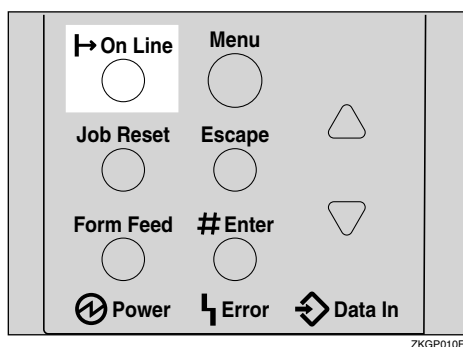 On Line Menu
Job Reset Escape
Form Feed # Enter
Power Error Data In
ZKGP010E